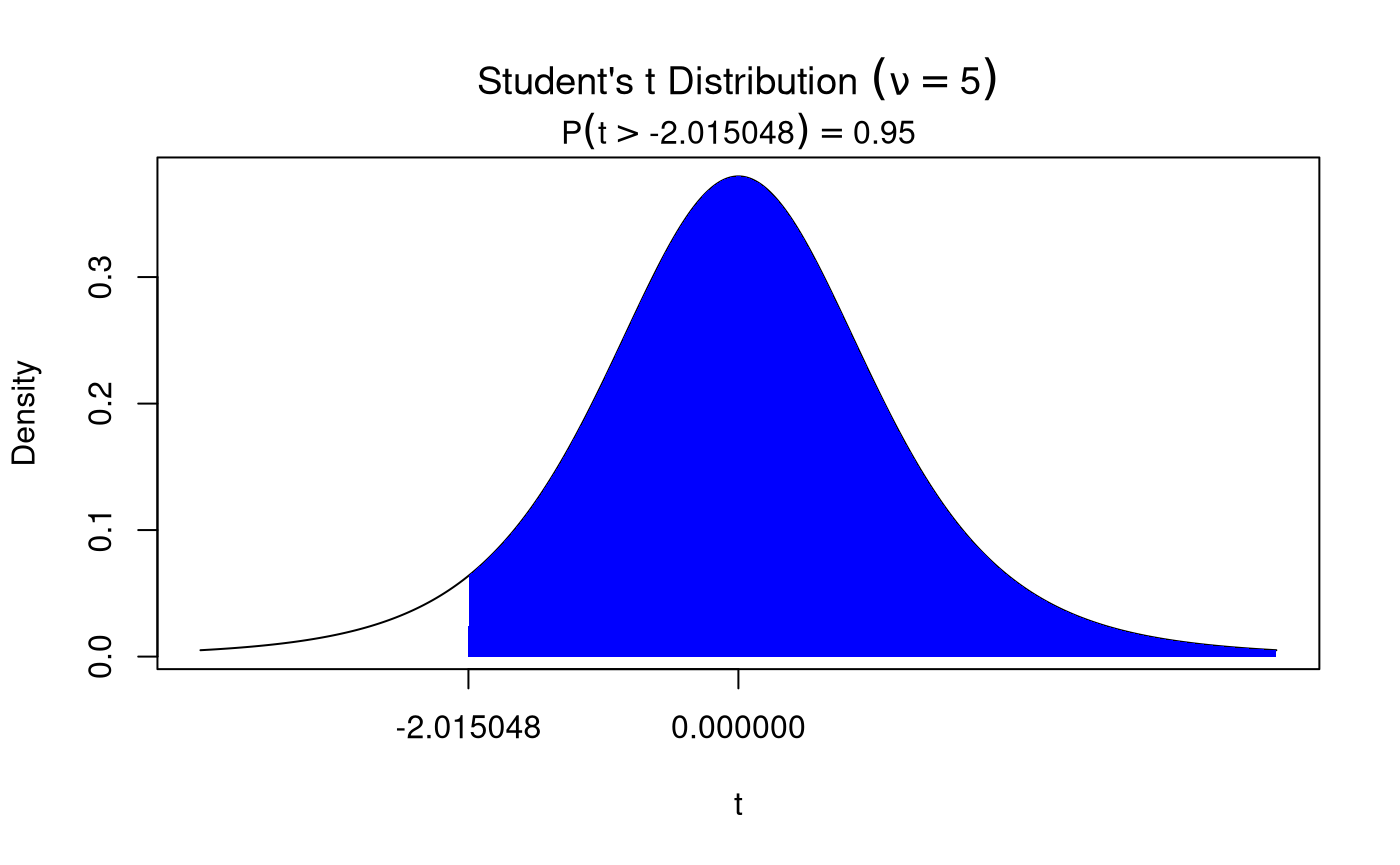 Student's t Distribution (ν = 5)
P(t > -2.015048) = 0.95
Density
0.3
0.2
0.1
0.0
-2.015048 0.000000
t